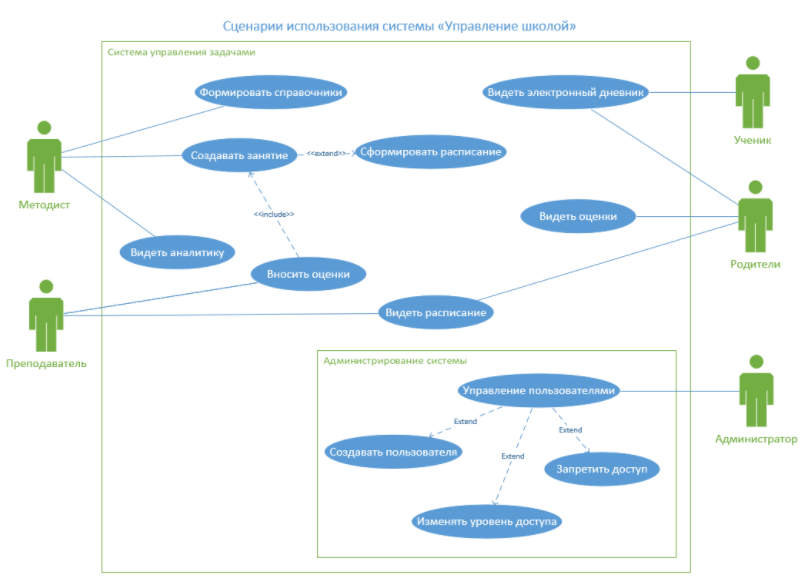 Сценарии использования системы «Управление школой»
Система управления задачами
Формировать справочники
Видеть электронный дневник
Ученик
Создавать занятие
<<extend>>
Сформировать расписание
Методист
<<include>>
Видеть оценки
Видеть аналитику
Вносить оценки
Родители
Видеть расписание
Преподаватель
Администрирование системы
Управление пользователями
Extend
Extend
Extend
Администратор
Создавать пользователя
Запретить доступ
Изменять уровень доступа